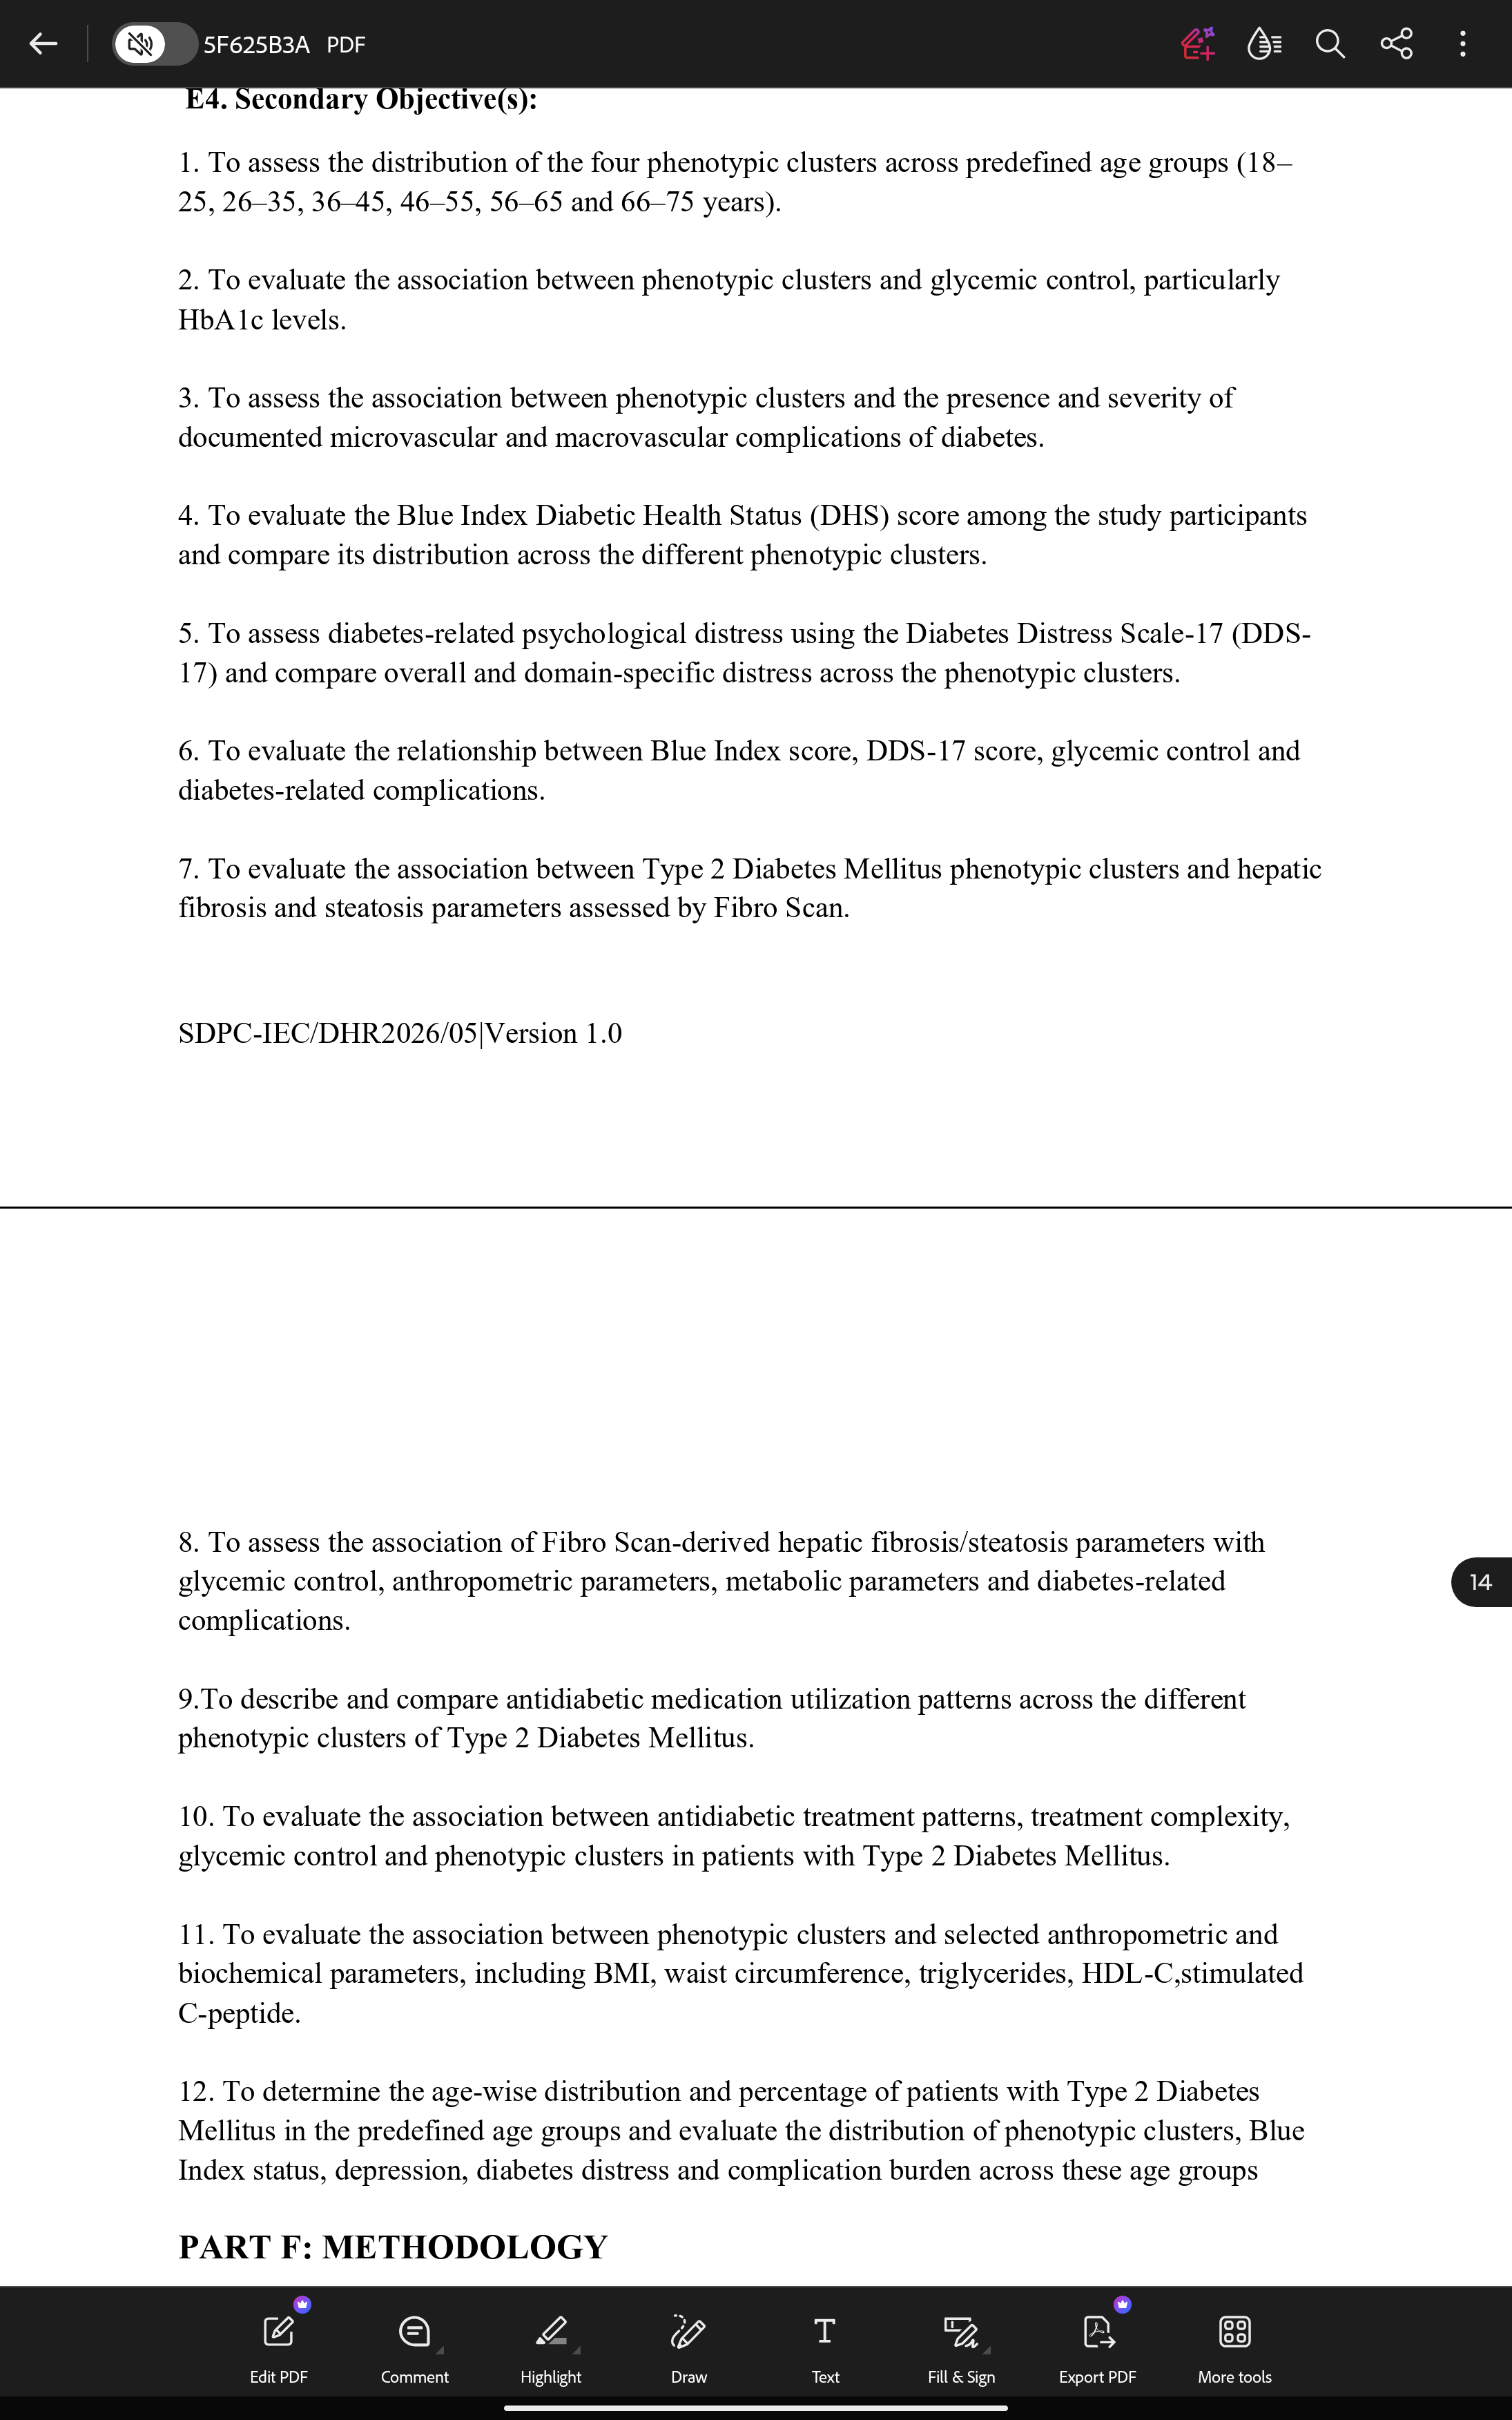 5F625B3A PDF
E4. Secondary Objective(s):
1. To assess the distribution of the four phenotypic clusters across predefined age groups (18–
25, 26–35, 36–45, 46–55, 56–65 and 66–75 years).
2. To evaluate the association between phenotypic clusters and glycemic control, particularly
HbA1c levels.
3. To assess the association between phenotypic clusters and the presence and severity of
documented microvascular and macrovascular complications of diabetes.
4. To evaluate the Blue Index Diabetic Health Status (DHS) score among the study participants
and compare its distribution across the different phenotypic clusters.
5. To assess diabetes-related psychological distress using the Diabetes Distress Scale-17 (DDS-
17) and compare overall and domain-specific distress across the phenotypic clusters.
6. To evaluate the relationship between Blue Index score, DDS-17 score, glycemic control and
diabetes-related complications.
7. To evaluate the association between Type 2 Diabetes Mellitus phenotypic clusters and hepatic
fibrosis and steatosis parameters assessed by Fibro Scan.
SDPC-IEC/DHR2026/05|Version 1.0
8. To assess the association of Fibro Scan-derived hepatic fibrosis/steatosis parameters with
glycemic control, anthropometric parameters, metabolic parameters and diabetes-related
complications.
14
9.To describe and compare antidiabetic medication utilization patterns across the different
phenotypic clusters of Type 2 Diabetes Mellitus.
10. To evaluate the association between antidiabetic treatment patterns, treatment complexity,
glycemic control and phenotypic clusters in patients with Type 2 Diabetes Mellitus.
11. To evaluate the association between phenotypic clusters and selected anthropometric and
biochemical parameters, including BMI, waist circumference, triglycerides, HDL-C,stimulated
C-peptide.
12. To determine the age-wise distribution and percentage of patients with Type 2 Diabetes
Mellitus in the predefined age groups and evaluate the distribution of phenotypic clusters, Blue
Index status, depression, diabetes distress and complication burden across these age groups
PART F: METHODOLOGY
Edit PDF Comment Highlight Draw Text Fill & Sign Export PDF More tools